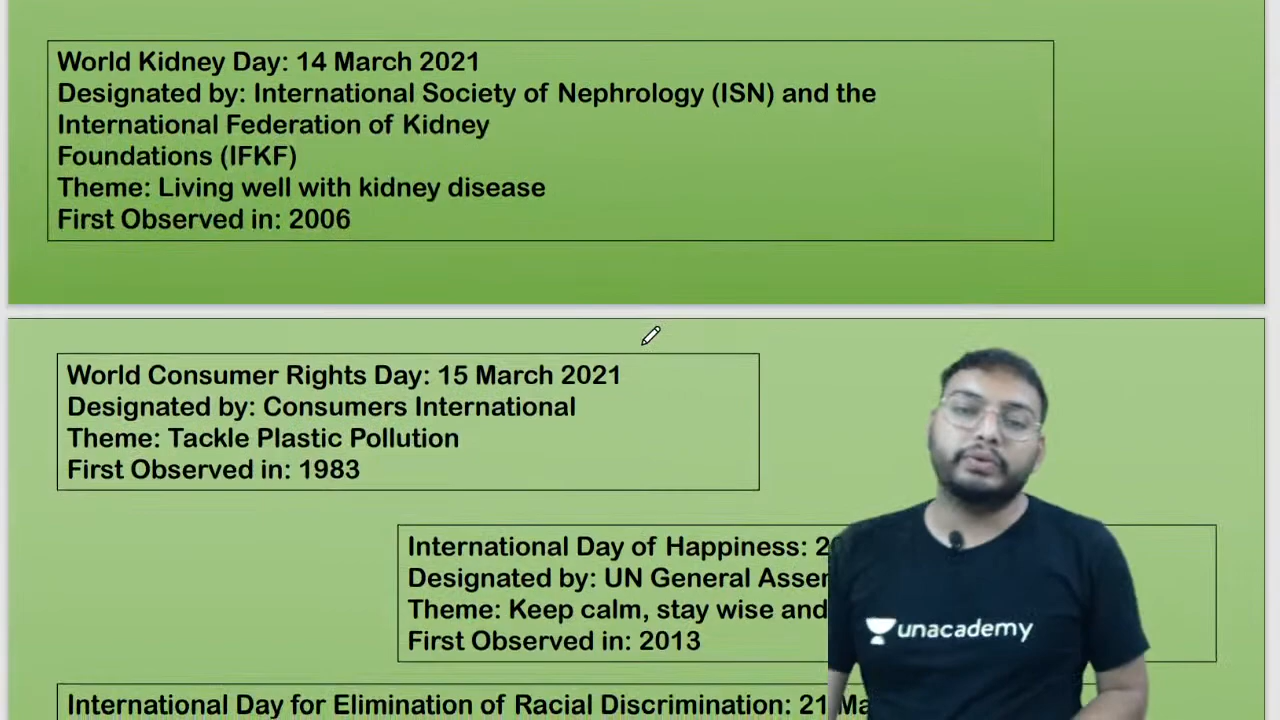 World Kidney Day: 14 March 2021
Designated by: International Society of Nephrology (ISN) and the
International Federation of Kidney
Foundations (IFKF)
Theme: Living well with kidney disease
First Observed in: 2006
World Consumer Rights Day: 15 March 2021
Designated by: Consumers International
Theme: Tackle Plastic Pollution
First Observed in: 1983
International Day of Happiness:
Designated by: UN General
Theme: Keep calm, stay wise and
First Observed in: 2013
unacademy
International Day for Elimination of Racial Discrimination: 21